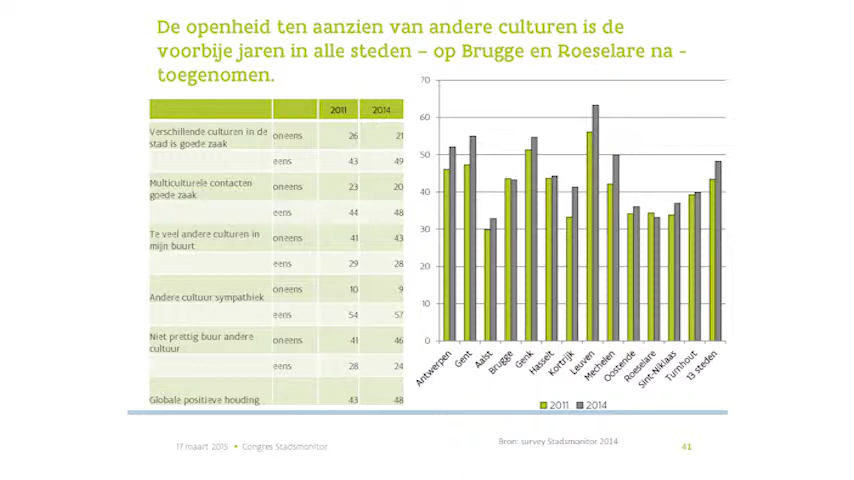 De openheid ten aanzien van andere culturen is de
voorbije jaren in alle steden – op Brugge en Roeselare na -
toegenomen.
2011 2014
Verschillende culturen in de
stad is goede zaak
oneens 26 21
eens 43 49
Multiculturele contacten
goede zaak
oneens 23 20
eens 44 48
Te veel andere culturen in
mijn buurt
oneens 41 43
eens 29 28
Andere cultuur sympathiek
oneens 10 9
eens 54 57
Niet prettig buur andere
cultuur
oneens 41 46
eens 28 24
Globale positieve houding 43 48
70
60
50
40
30
20
10
0
Antwerpen
Gent
Aalst
Brugge
Genk
Hasselt
Kortrijk
Leuven
Mechelen
Oostende
Roeselare
Sint-Niklaas
Turnhout
13 steden
2011 2014
17 maart 2015 • Congres Stadsmonitor
Bron: survey Stadsmonitor 2014
41